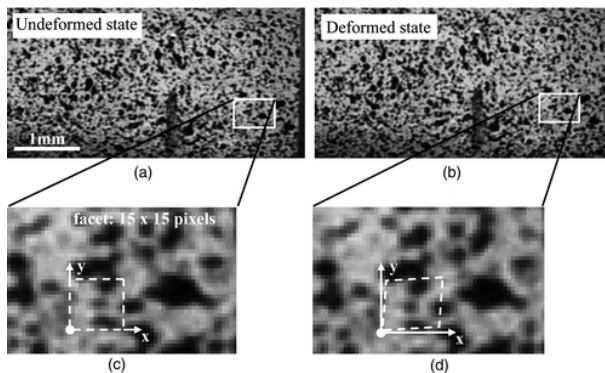 Undeformed state
Deformed state
1mm
(a)
(b)
facet: 15 x 15 pixels
y
x
y
x
(c)
(d)